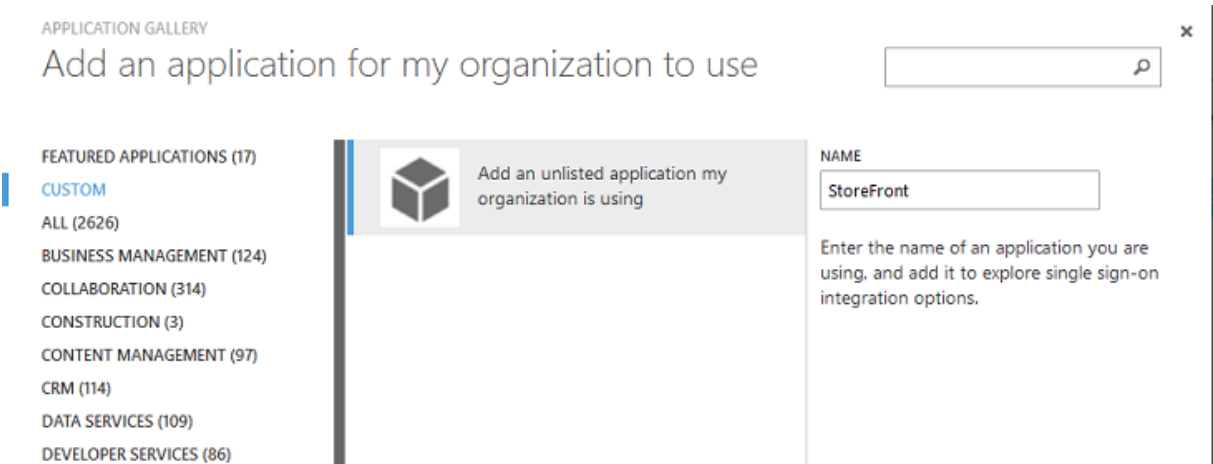 APPLICATION GALLERY
Add an application for my organization to use
FEATURED APPLICATIONS (17)
CUSTOM
ALL (2626)
BUSINESS MANAGEMENT (124)
COLLABORATION (314)
CONSTRUCTION (3)
CONTENT MANAGEMENT (97)
CRM (114)
DATA SERVICES (109)
DEVELOPER SERVICES (86)
Add an unlisted application my
organization is using
NAME
StoreFront
Enter the name of an application you are
using, and add it to explore single sign-on
integration options.